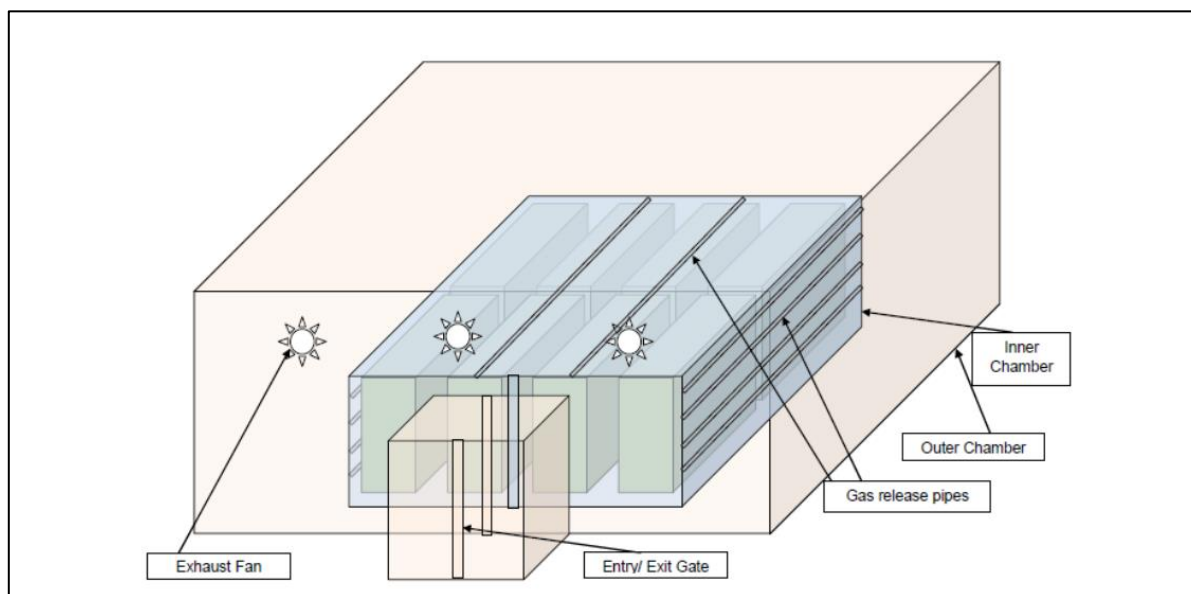 Inner
Chamber
Outer Chamber
Gas release pipes
Exhaust Fan
Entry/ Exit Gate